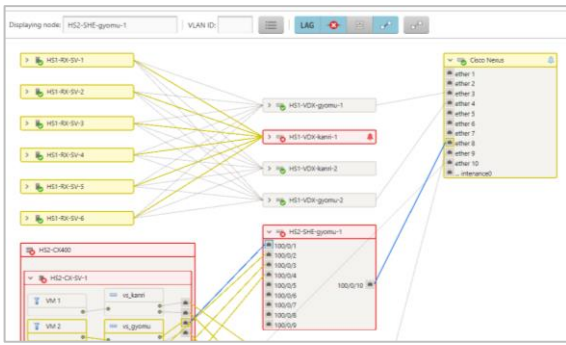 Displaying node: HS2-SHE-gyomu-1 VLAN ID: LAG
HS1-RX-SV-1
HS1-RX-SV-2
HS1-RX-SV-3
HS1-RX-SV-4
HS1-RX-SV-5
HS1-RX-SV-6
HS1-VDX-gyomu-1
HS1-VDX-kanri-1
HS1-VDX-kanri-2
HS1-VDX-gyomu-2
Cisco Nexus
ether 1
ether 2
ether 3
ether 4
ether 5
ether 6
ether 7
ether 8
ether 9
ether 10
... intenance0
HS2-SHE-gyomu-1
100/0/1
100/0/2
100/0/3
100/0/4
100/0/5
100/0/6
100/0/7
100/0/8
100/0/9
100/0/10
HS2-CX400
HS2-CX-SV-1
VM 1
vs_kanri
VM 2
vs_gyomu